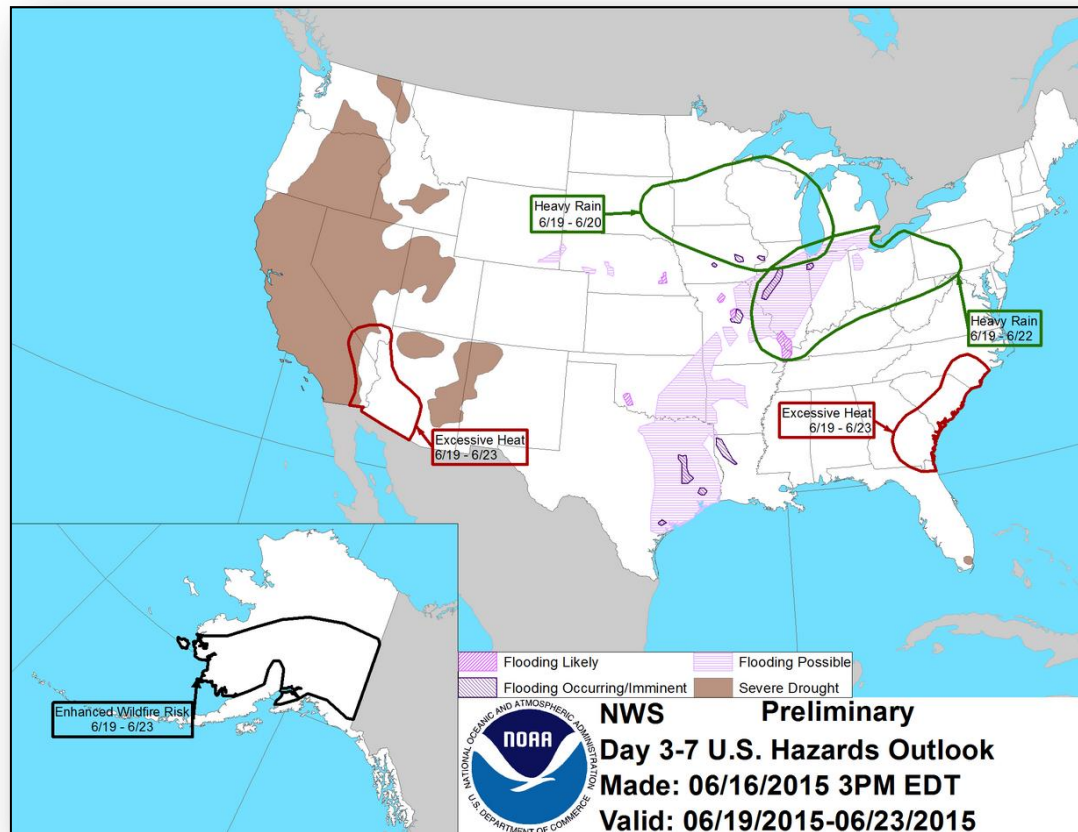 Heavy Rain
6/19 - 6/20
Heavy Rain
6/19 - 6/22
Excessive Heat
6/19 - 6/23
Excessive Heat
6/19 - 6/23
Enhanced Wildfire Risk
6/19 - 6/23
Flooding Likely
Flooding Possible
Flooding Occurring/Imminent
Severe Drought
NATIONAL OCEANIC AND ATMOSPHERIC ADMINISTRATION
NOAA
U.S. DEPARTMENT OF COMMERCE
NWS Preliminary
Day 3-7 U.S. Hazards Outlook
Made: 06/16/2015 3PM EDT
Valid: 06/19/2015-06/23/2015